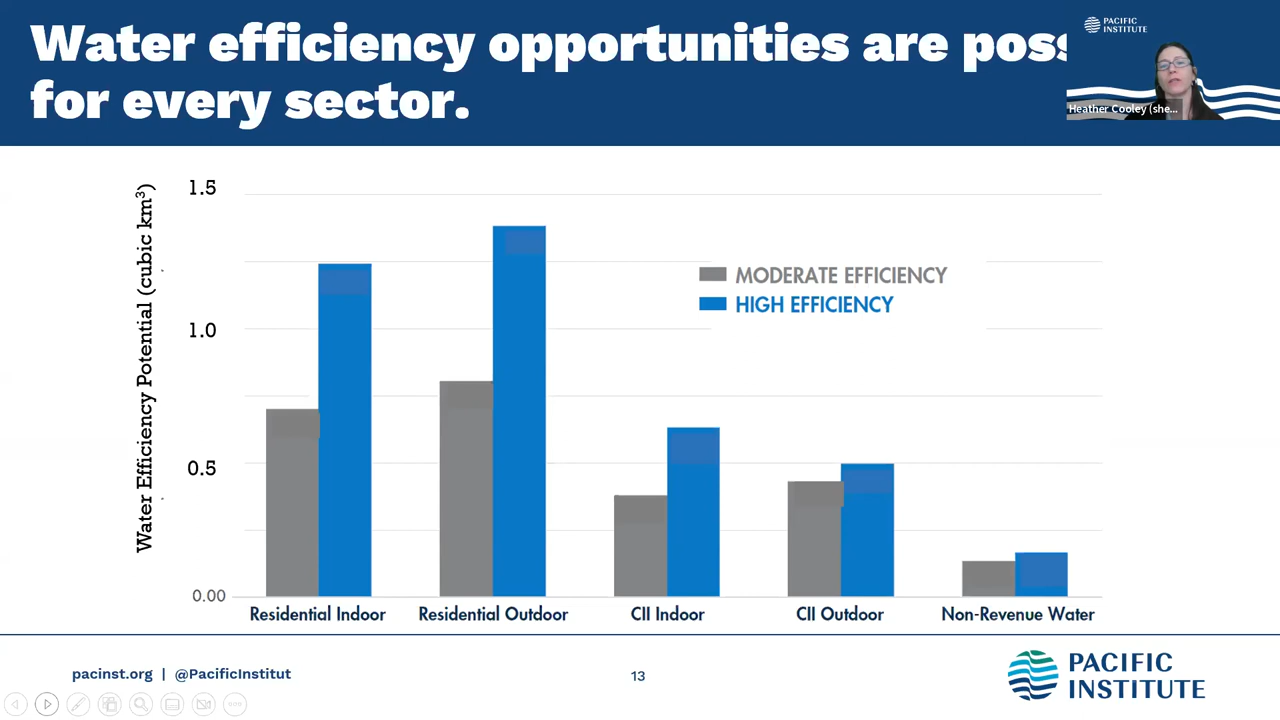 Water efficiency opportunities are poss
for every sector.
PACIFIC
INSTITUTE
Heather Cooley (she...
Water Efficiency Potential (cubic km³)
1.5
1.0
0.5
0.00
MODERATE EFFICIENCY
HIGH EFFICIENCY
Residential Indoor
Residential Outdoor
CII Indoor
CII Outdoor
Non-Revenue Water
pacinst.org | @PacificInstitut
13
PACIFIC
INSTITUTE